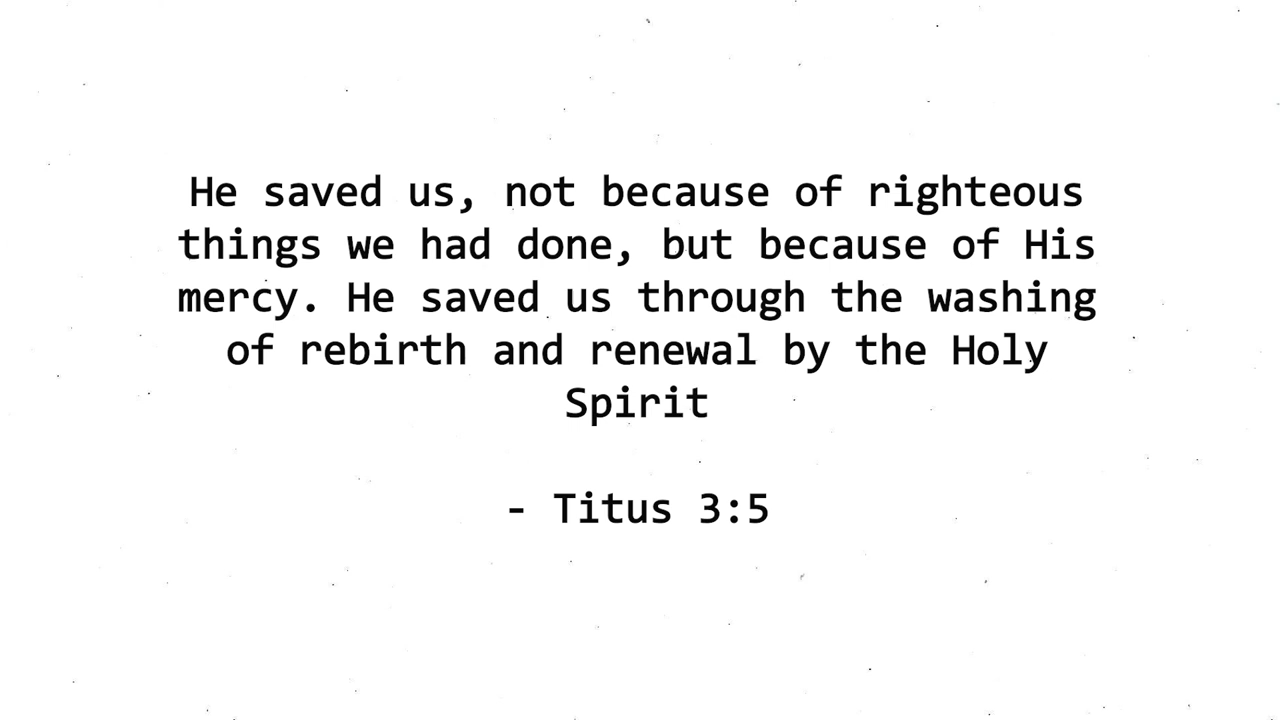 He saved us, not because of righteous
things we had done, but because of His
mercy. He saved us through the washing
of rebirth and renewal by the Holy
Spirit
- Titus 3:5